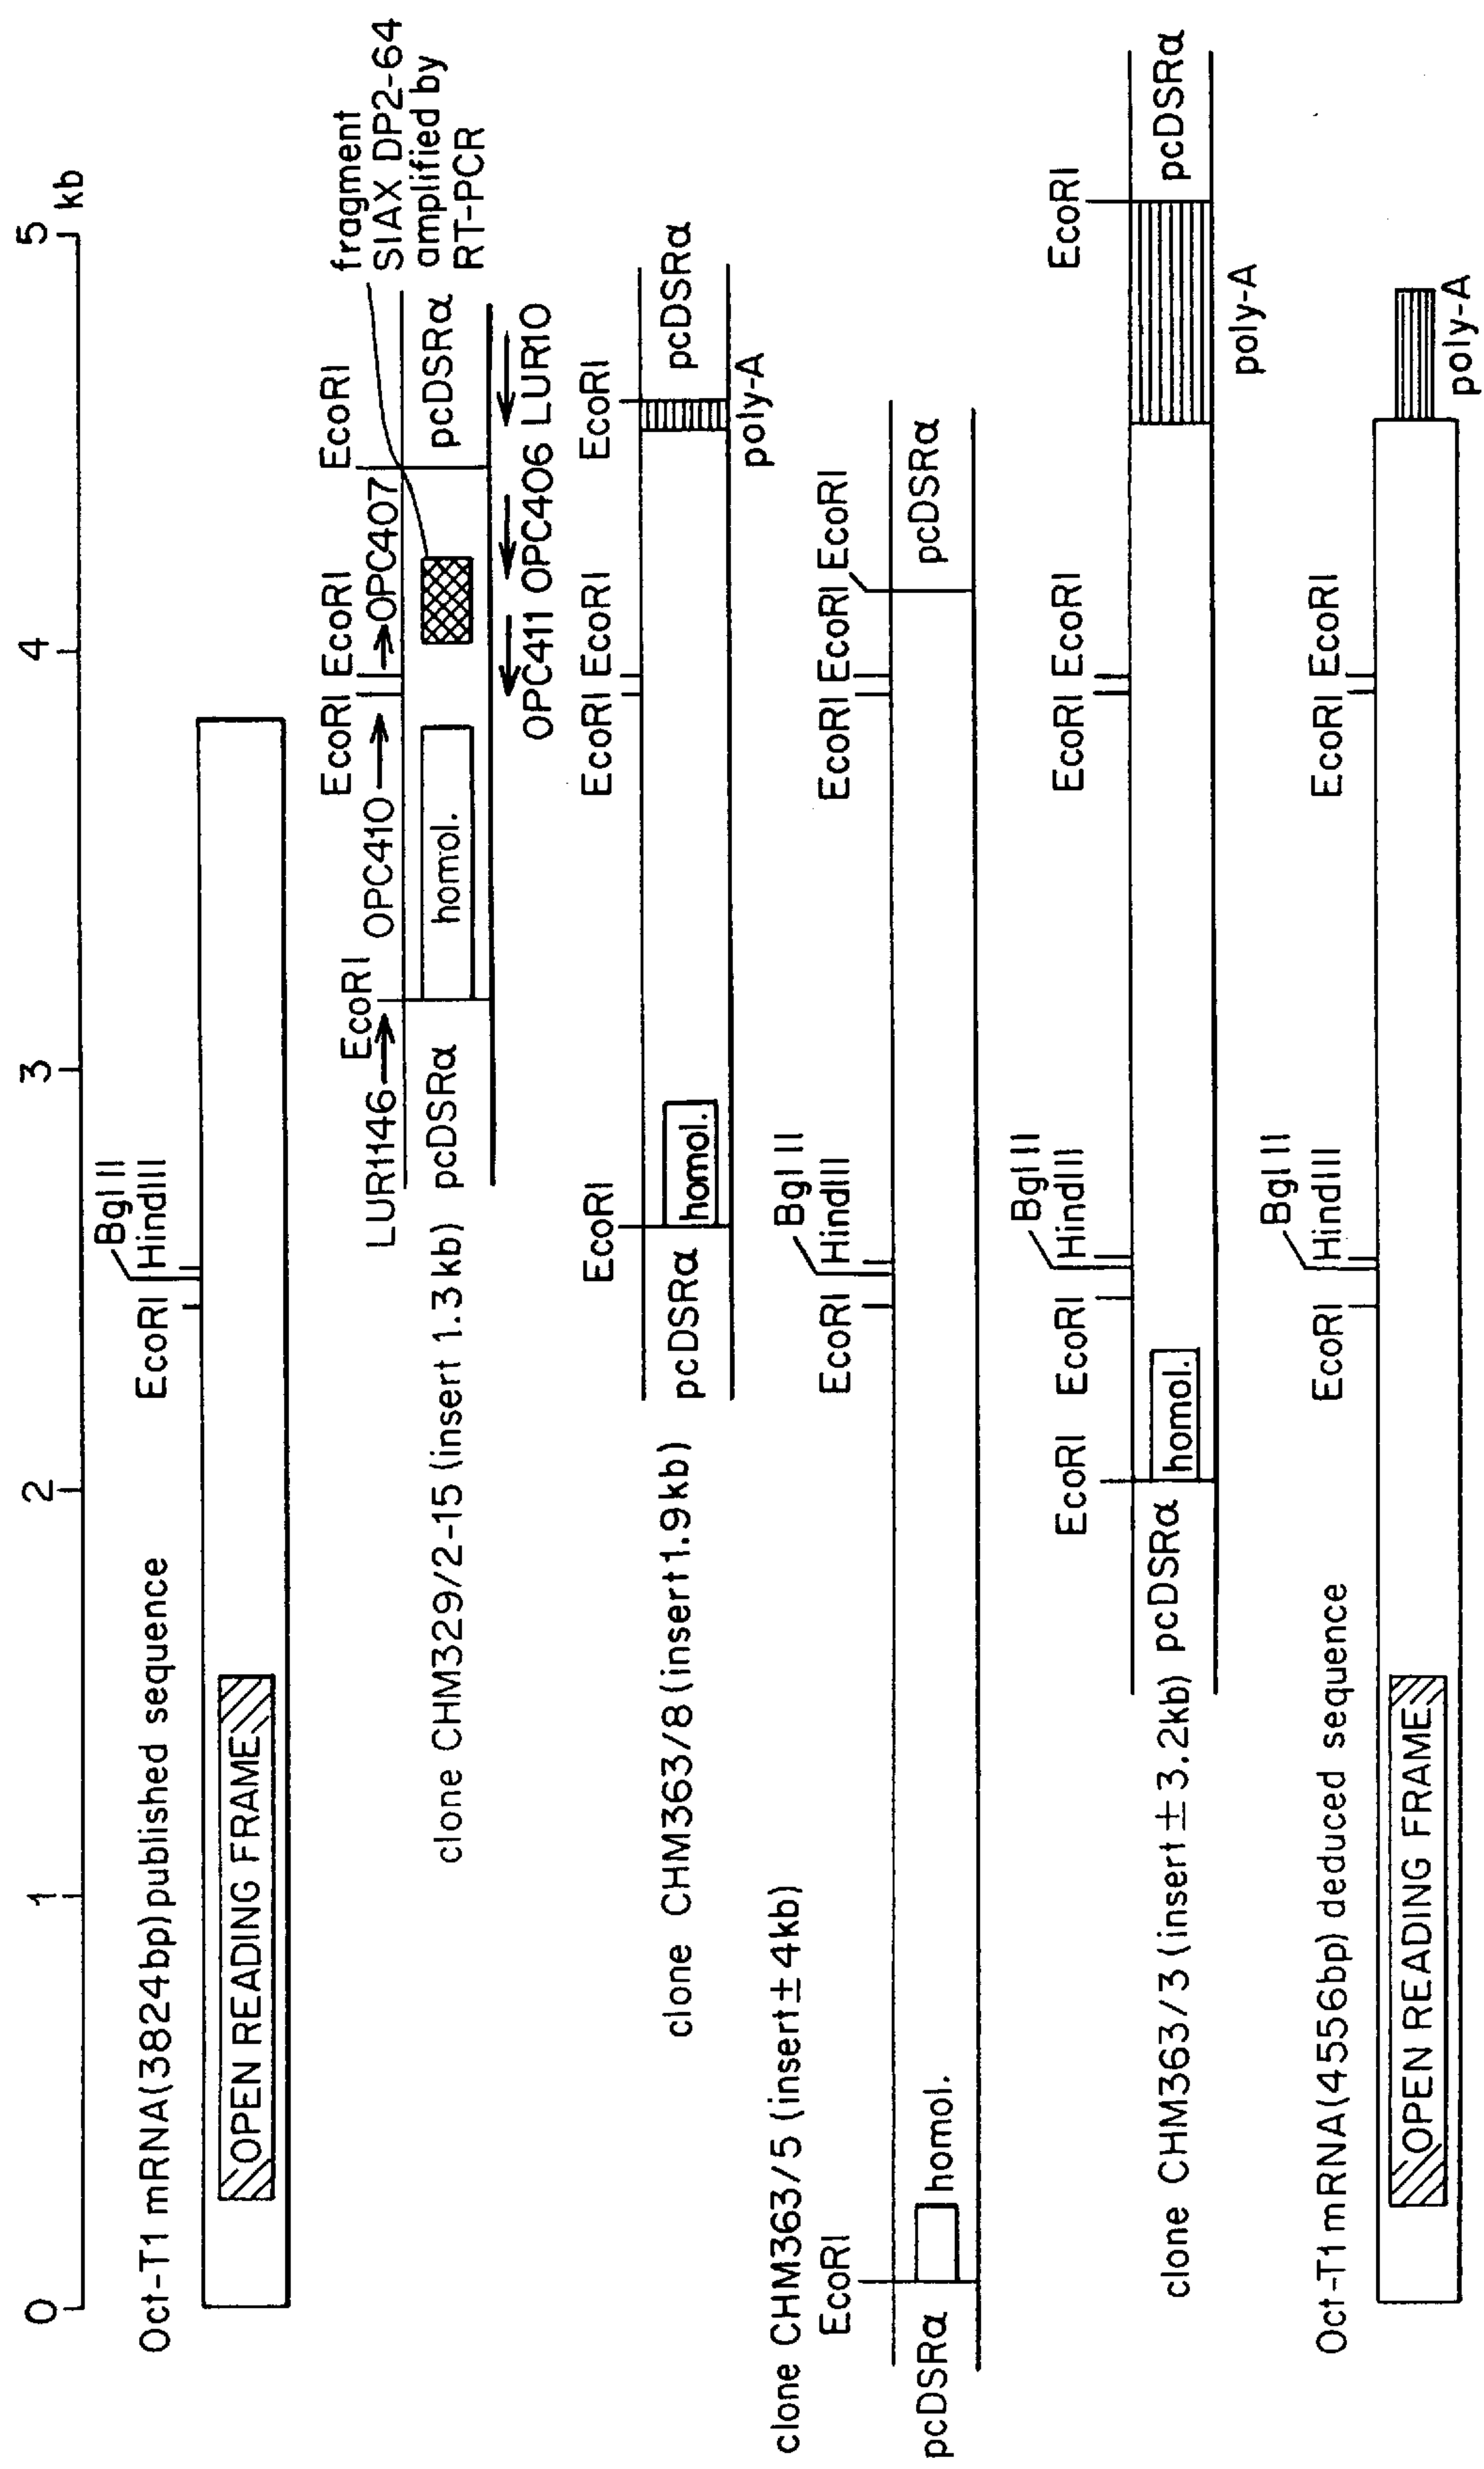 0 1 2 3 4 5
kb
Oct-T1 mRNA(3824bp)published sequence
Bgl II
EcoRI HindIII
OPEN READING FRAME
fragment
SIAX DP2-64
amplified by
RT-PCR
EcoRI EcoRI EcoRI EcoRI
LUR1146 OPC410 OPC407
clone CHM329/2-15 (insert 1.3 kb) pcDSRα homol. pcDSRα
OPC411 OPC406 LUR10
EcoRI EcoRI EcoRI EcoRI
clone CHM363/8 (insert 1.9kb) pcDSRα homol. pcDSRα
poly-A
clone CHM363/5 (insert ± 4kb)
Bgl II
EcoRI EcoRI HindIII EcoRI EcoRI EcoRI
pcDSRα homol. pcDSRα
Bgl II
EcoRI EcoRI HindIII EcoRI EcoRI EcoRI
clone CHM363/3 (insert ± 3.2kb) pcDSRα homol. pcDSRα
poly-A
Oct-T1 mRNA(4556bp) deduced sequence
Bgl II
EcoRI HindIII EcoRI EcoRI
OPEN READING FRAME
poly-A